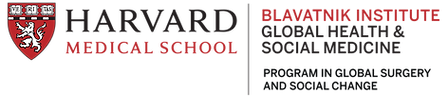 HARVARD
MEDICAL SCHOOL
BLAVATNIK INSTITUTE
GLOBAL HEALTH &
SOCIAL MEDICINE
PROGRAM IN GLOBAL SURGERY
AND SOCIAL CHANGE